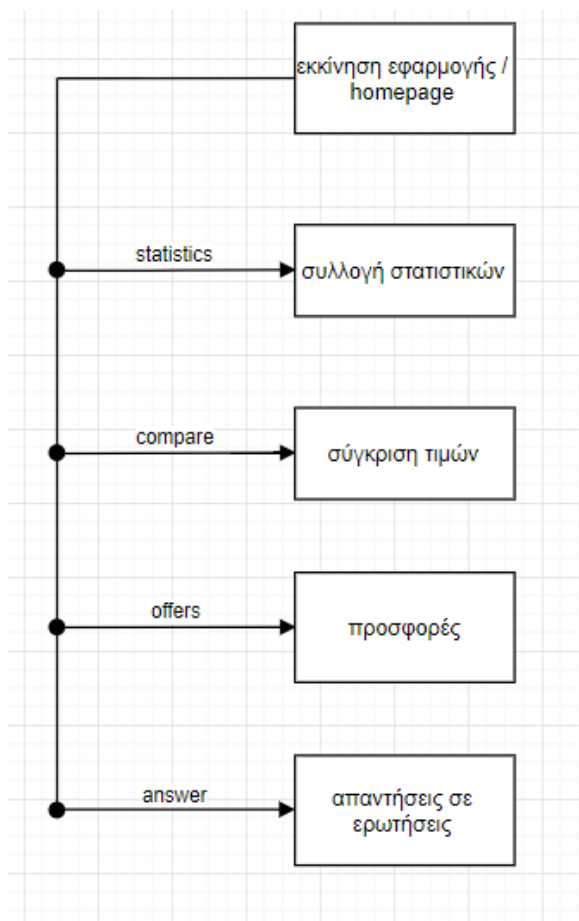 εκκίνηση εφαρμογής /
homepage
statistics
συλλογή στατιστικών
compare
σύγκριση τιμών
offers
προσφορές
answer
απαντήσεις σε
ερωτήσεις